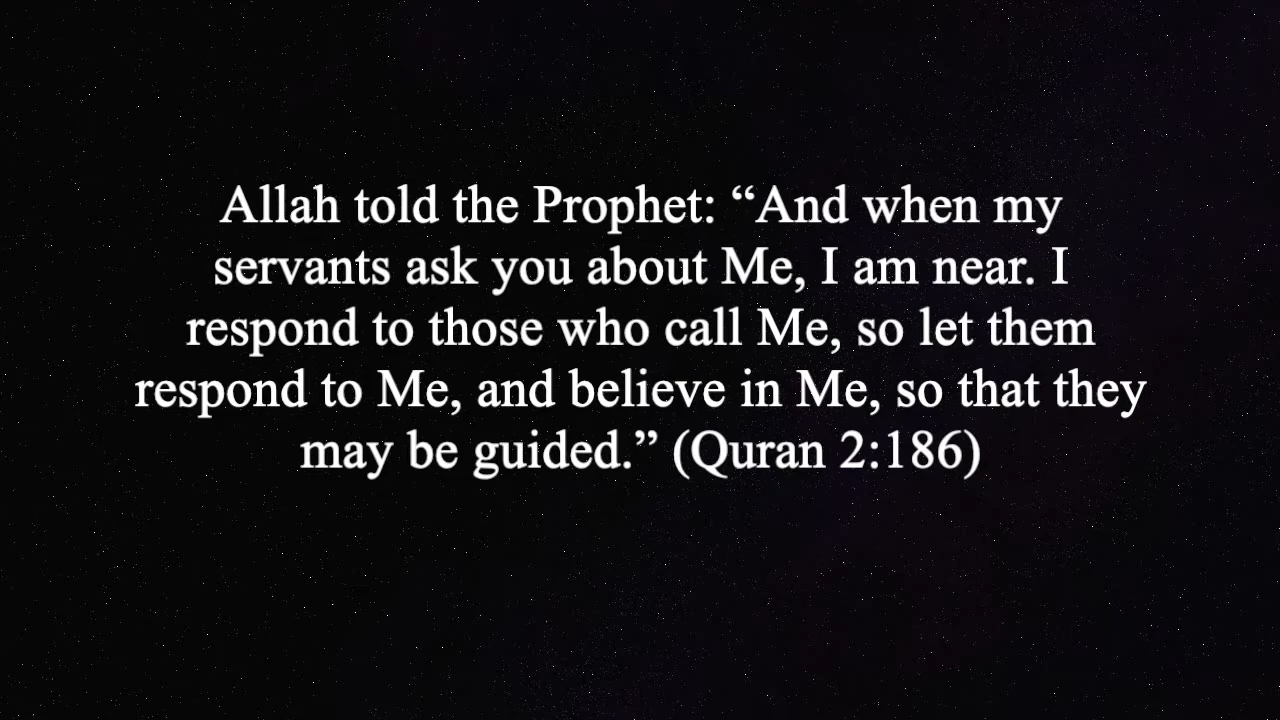 Allah told the Prophet: “And when my
servants ask you about Me, I am near. I
respond to those who call Me, so let them
respond to Me, and believe in Me, so that they
may be guided.” (Quran 2:186)